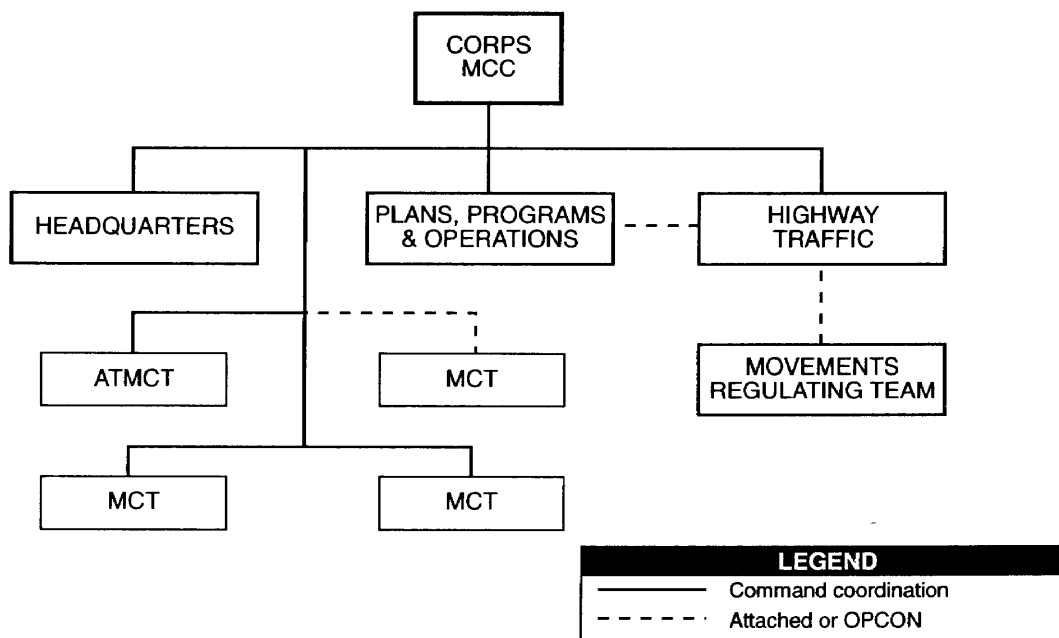 CORPS
MCC
HEADQUARTERS
PLANS, PROGRAMS
& OPERATIONS
HIGHWAY
TRAFFIC
ATMCT
MCT
MOVEMENTS
REGULATING TEAM
MCT
MCT
LEGEND
Command coordination
Attached or OPCON